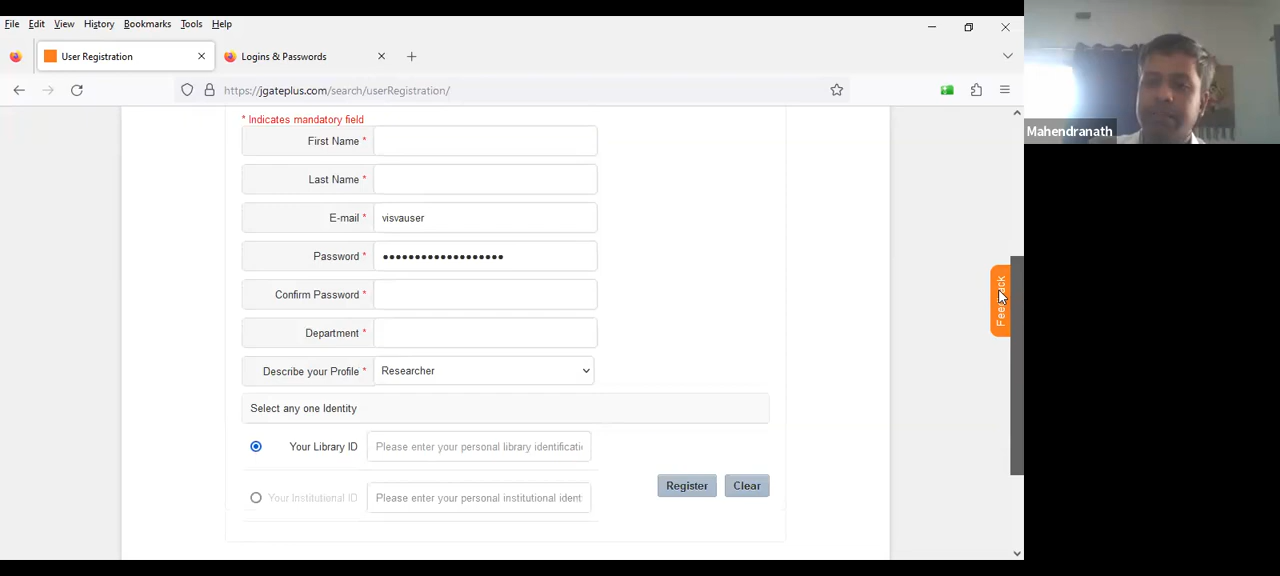 File Edit View History Bookmarks Tools Help
User Registration
Logins & Passwords
https://jgateplus.com/search/userRegistration/
Mahendranath
* Indicates mandatory field
First Name *
Last Name *
E-mail * visvauser
Password * •••••••••••••••••••
Confirm Password *
Department *
Describe your Profile * Researcher
Select any one Identity
Your Library ID Please enter your personal library identificati
Your Institutional ID Please enter your personal institutional ident
Register Clear
Feedback